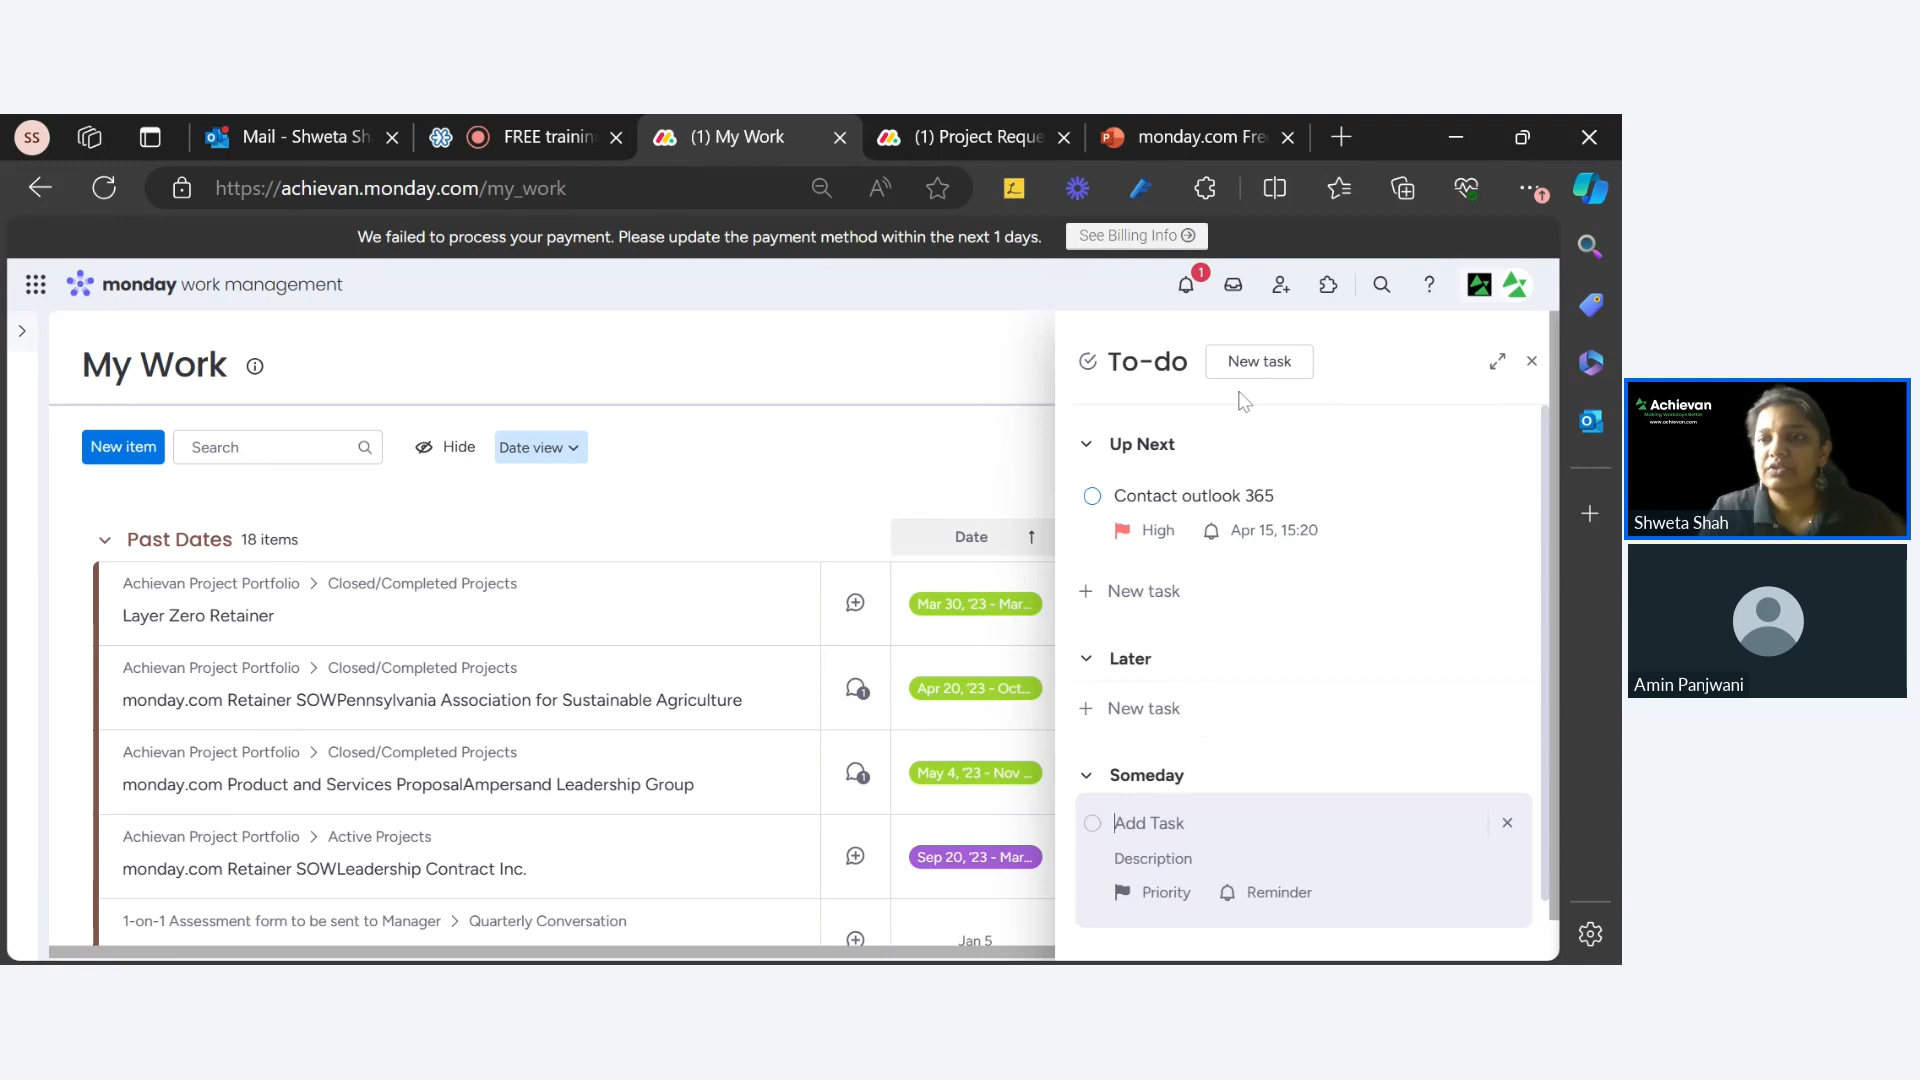 SS
Mail - Shweta Sh
FREE trainin
(1) My Work
(1) Project Reque
monday.com Fre
https://achievan.monday.com/my_work
We failed to process your payment. Please update the payment method within the next 1 days.
See Billing Info
monday work management
1
My Work
New item
Search
Hide
Date view
Past Dates 18 items
Date
Achievan Project Portfolio > Closed/Completed Projects
Layer Zero Retainer
Mar 30, '23 - Mar...
Achievan Project Portfolio > Closed/Completed Projects
monday.com Retainer SOWPennsylvania Association for Sustainable Agriculture
1
Apr 20, '23 - Oct...
Achievan Project Portfolio > Closed/Completed Projects
monday.com Product and Services ProposalAmpersand Leadership Group
1
May 4, '23 - Nov ...
Achievan Project Portfolio > Active Projects
monday.com Retainer SOWLeadership Contract Inc.
Sep 20, '23 - Mar...
1-on-1 Assessment form to be sent to Manager > Quarterly Conversation
Jan 5
To-do
New task
Up Next
Contact outlook 365
High
Apr 15, 15:20
+ New task
Later
+ New task
Someday
Add Task
Description
Priority
Reminder
Achievan
Making Workdays Better
www.achievan.com
Shweta Shah
Amin Panjwani